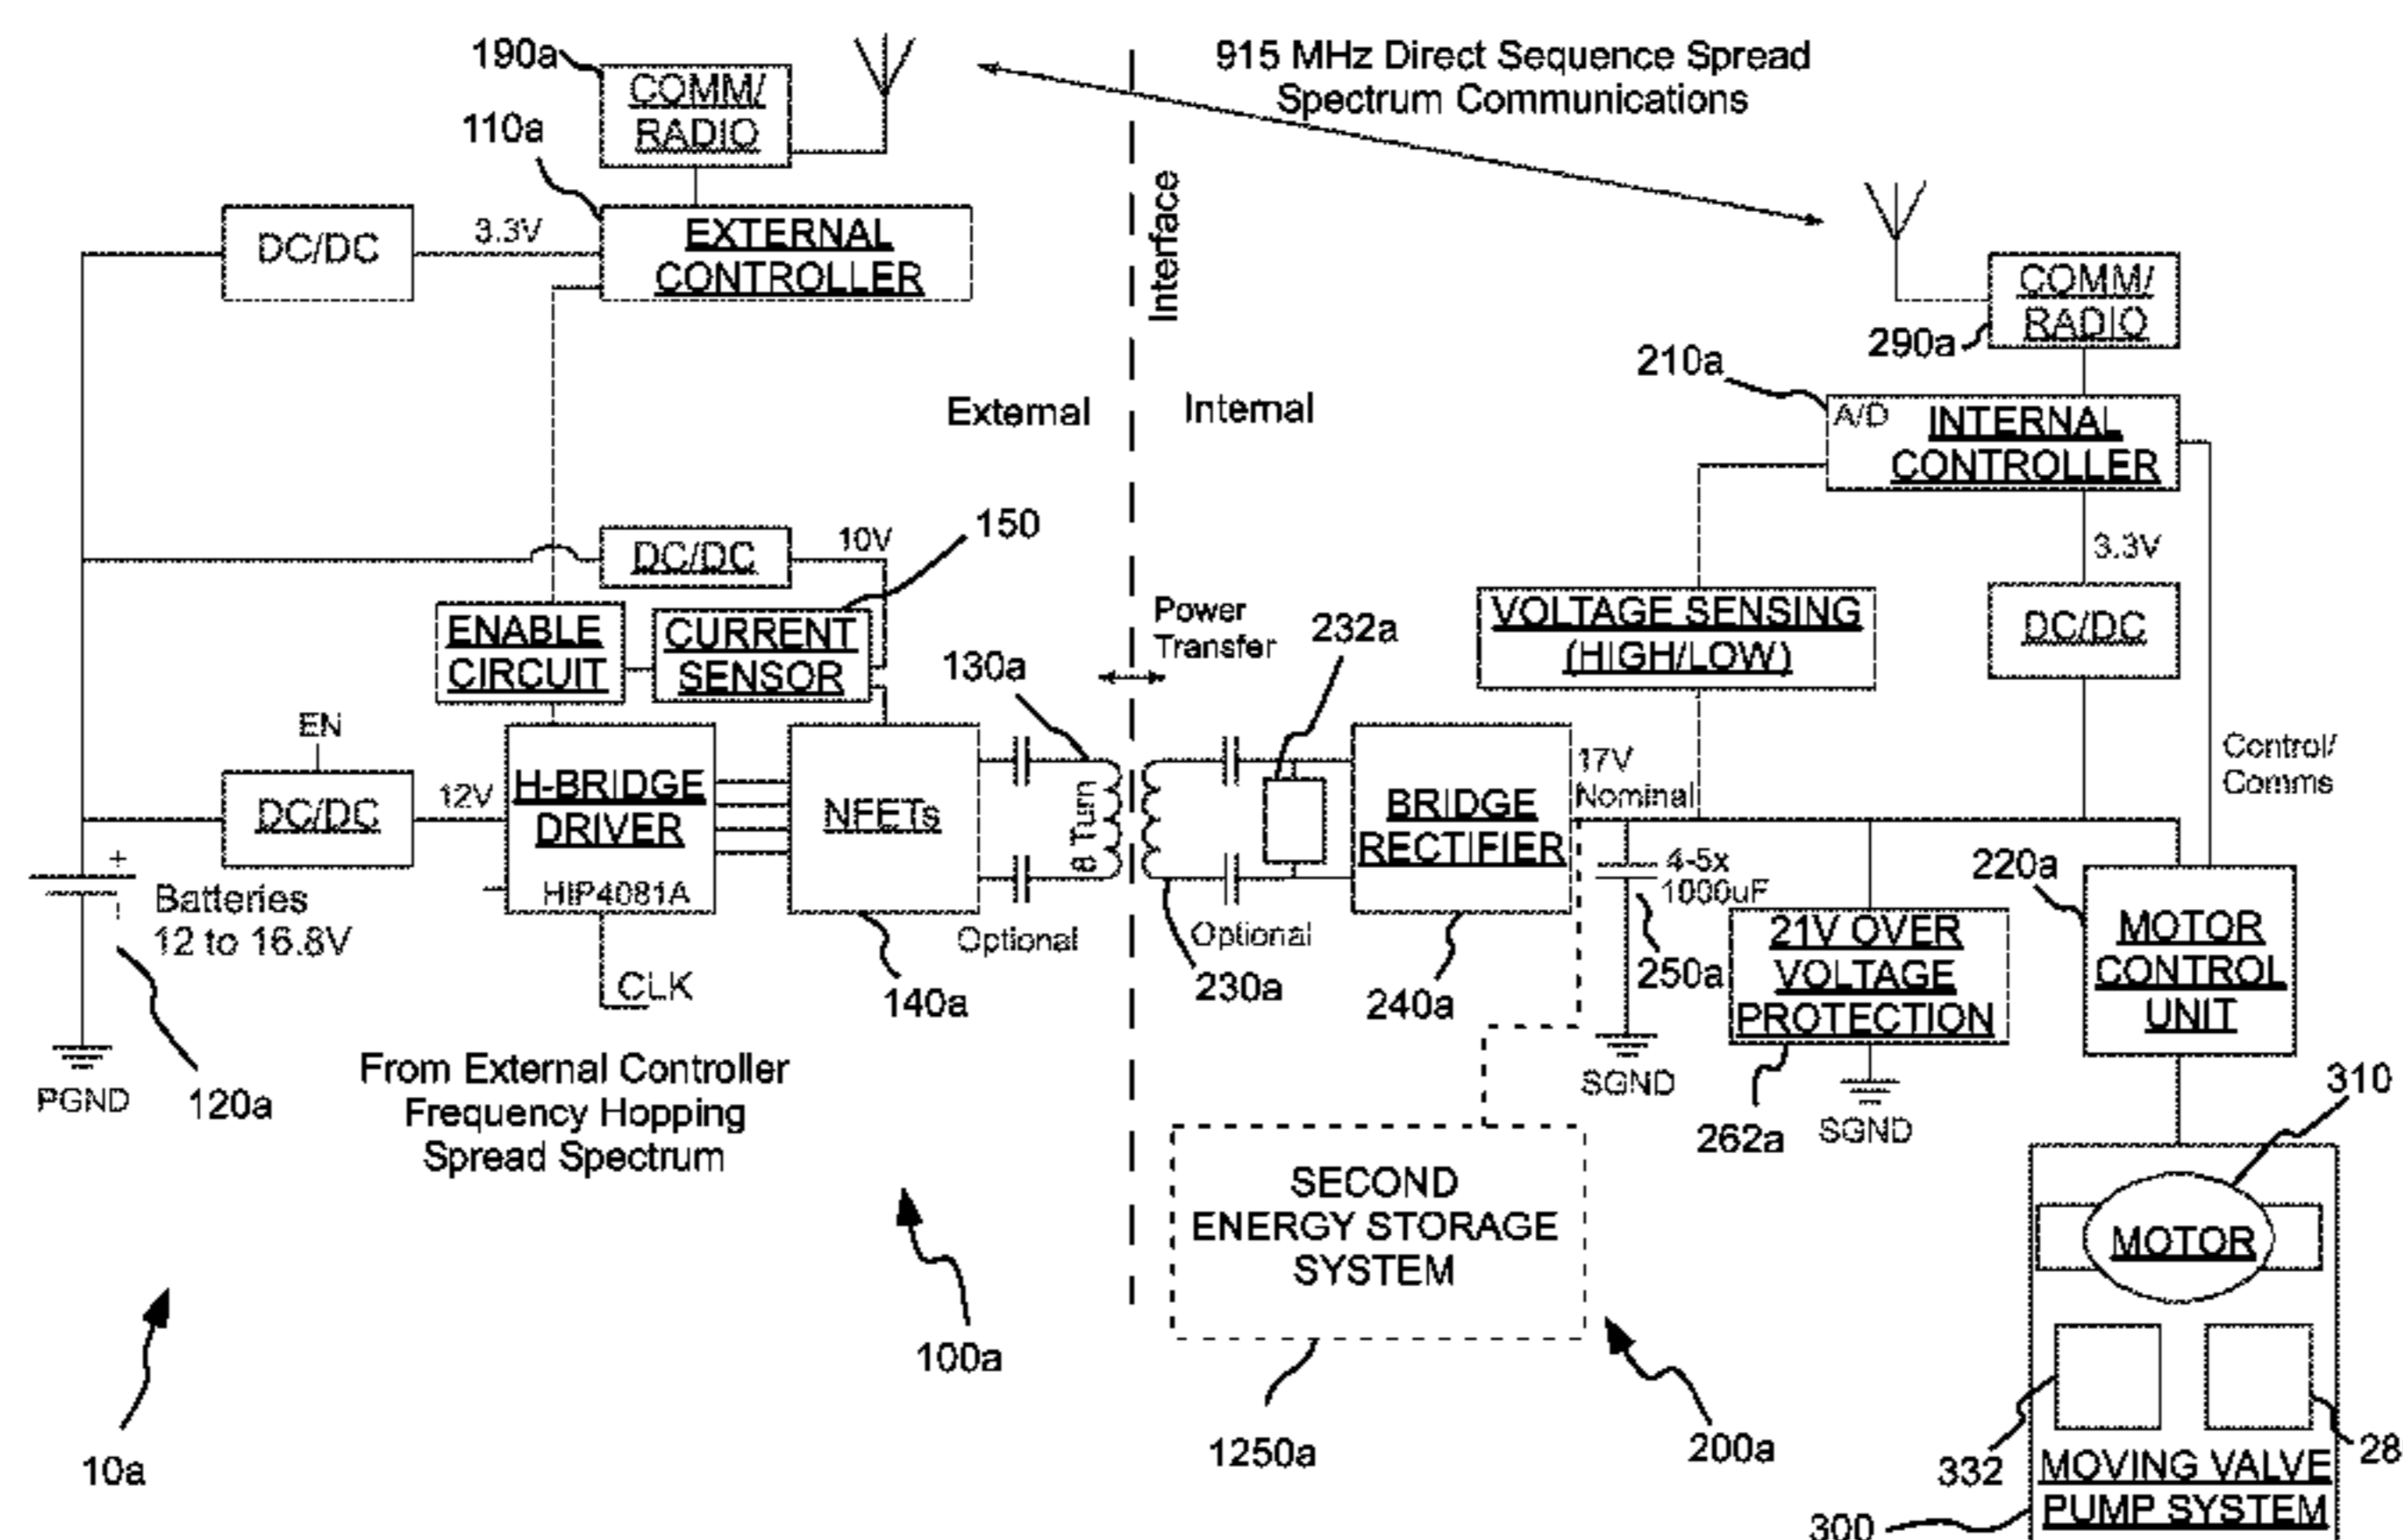 190a
COMM/
RADIO
915 MHz Direct Sequence Spread
Spectrum Communications
110a
DC/DC
3.3V
EXTERNAL
CONTROLLER
Interface
COMM/
RADIO
290a
210a
External
Internal
A/D
INTERNAL
CONTROLLER
150
DC/DC
10V
3.3V
ENABLE
CIRCUIT
CURRENT
SENSOR
Power
Transfer
232a
VOLTAGE SENSING
(HIGH/LOW)
DC/DC
130a
EN
DC/DC
12V
H-BRIDGE
DRIVER
HIP4081A
NFETs
8 Turn
BRIDGE
RECTIFIER
17V
Nominal
Control/
Comms
+
Batteries
12 to 16.8V
4-5x
1000uF
220a
MOTOR
CONTROL
UNIT
Optional
Optional
21V OVER
VOLTAGE
PROTECTION
250a
CLK
140a
230a
240a
PGND
120a
From External Controller
Frequency Hopping
Spread Spectrum
SGND
262a
SGND
310
SECOND
ENERGY STORAGE
SYSTEM
MOTOR
10a
100a
1250a
200a
332
28
MOVING VALVE
PUMP SYSTEM
300